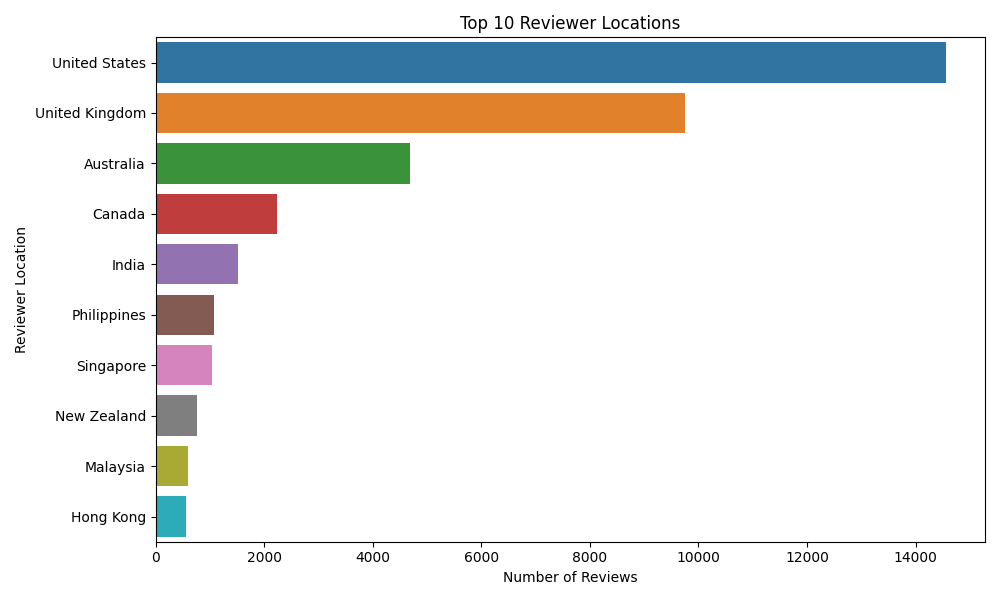 Top 10 Reviewer Locations
Reviewer Location
United States
United Kingdom
Australia
Canada
India
Philippines
Singapore
New Zealand
Malaysia
Hong Kong
0 2000 4000 6000 8000 10000 12000 14000
Number of Reviews